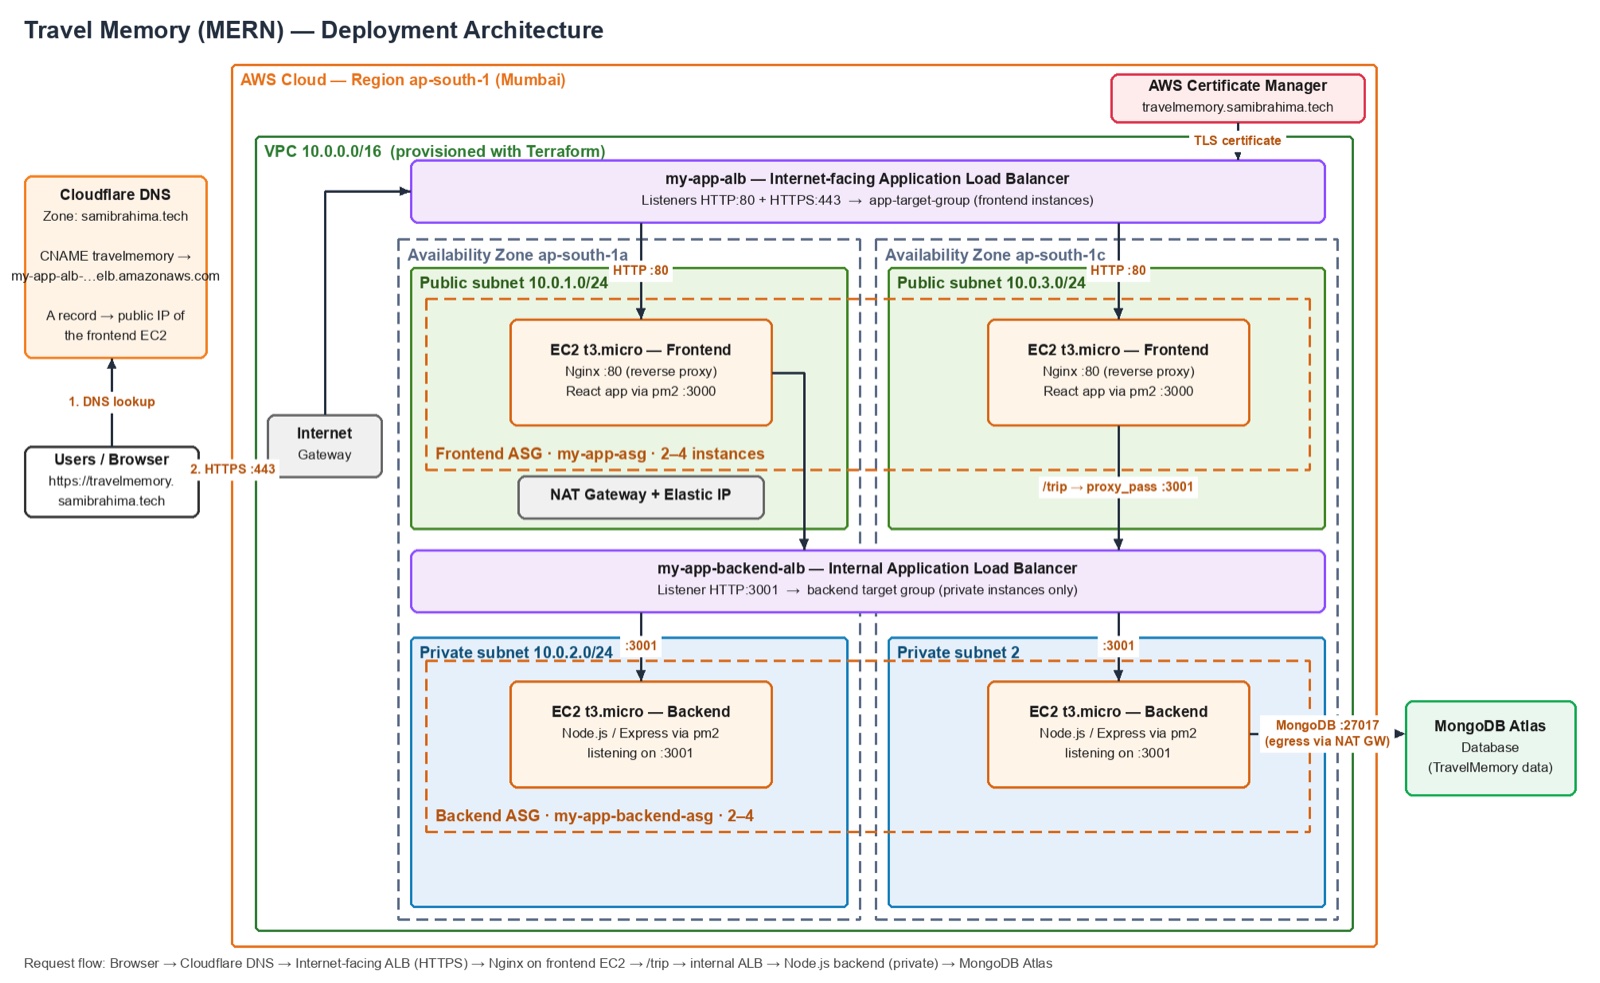 Travel Memory (MERN) — Deployment Architecture
AWS Cloud — Region ap-south-1 (Mumbai)
AWS Certificate Manager
travelmemory.samibrahima.tech
TLS certificate
VPC 10.0.0.0/16 (provisioned with Terraform)
my-app-alb — Internet-facing Application Load Balancer
Listeners HTTP:80 + HTTPS:443 → app-target-group (frontend instances)
Cloudflare DNS
Zone: samibrahima.tech
CNAME travelmemory →
my-app-alb-...elb.amazonaws.com
A record → public IP of
the frontend EC2
1. DNS lookup
Users / Browser
https://travelmemory.
samibrahima.tech
2. HTTPS :443
Internet
Gateway
Availability Zone ap-south-1a
HTTP :80
Public subnet 10.0.1.0/24
EC2 t3.micro — Frontend
Nginx :80 (reverse proxy)
React app via pm2 :3000
Frontend ASG · my-app-asg · 2–4 instances
NAT Gateway + Elastic IP
Availability Zone ap-south-1c
HTTP :80
Public subnet 10.0.3.0/24
EC2 t3.micro — Frontend
Nginx :80 (reverse proxy)
React app via pm2 :3000
/trip → proxy_pass :3001
my-app-backend-alb — Internal Application Load Balancer
Listener HTTP:3001 → backend target group (private instances only)
:3001
Private subnet 10.0.2.0/24
EC2 t3.micro — Backend
Node.js / Express via pm2
listening on :3001
Backend ASG · my-app-backend-asg · 2–4
:3001
Private subnet 2
EC2 t3.micro — Backend
Node.js / Express via pm2
listening on :3001
MongoDB :27017
(egress via NAT GW)
MongoDB Atlas
Database
(TravelMemory data)
Request flow: Browser → Cloudflare DNS → Internet-facing ALB (HTTPS) → Nginx on frontend EC2 → /trip → internal ALB → Node.js backend (private) → MongoDB Atlas